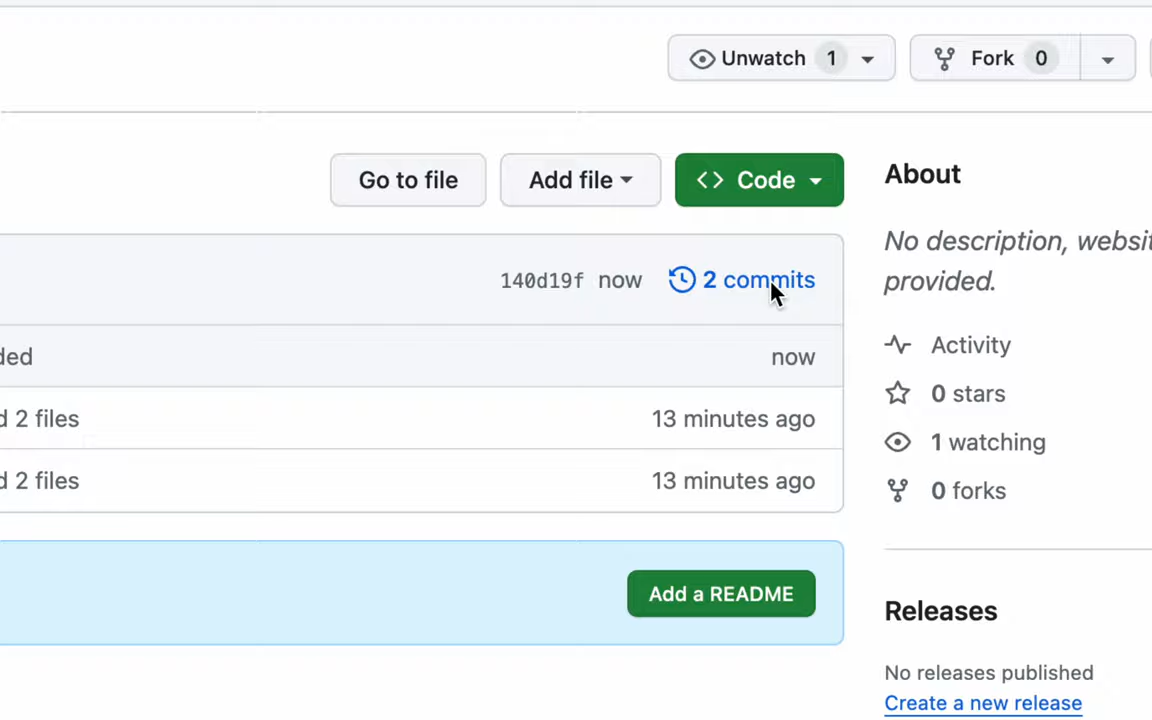 Unwatch 1
Fork 0
Go to file
Add file
<> Code
About
No description, websit
provided.
140d19f now 2 commits
ded now
d 2 files 13 minutes ago
d 2 files 13 minutes ago
Activity
0 stars
1 watching
0 forks
Add a README
Releases
No releases published
Create a new release